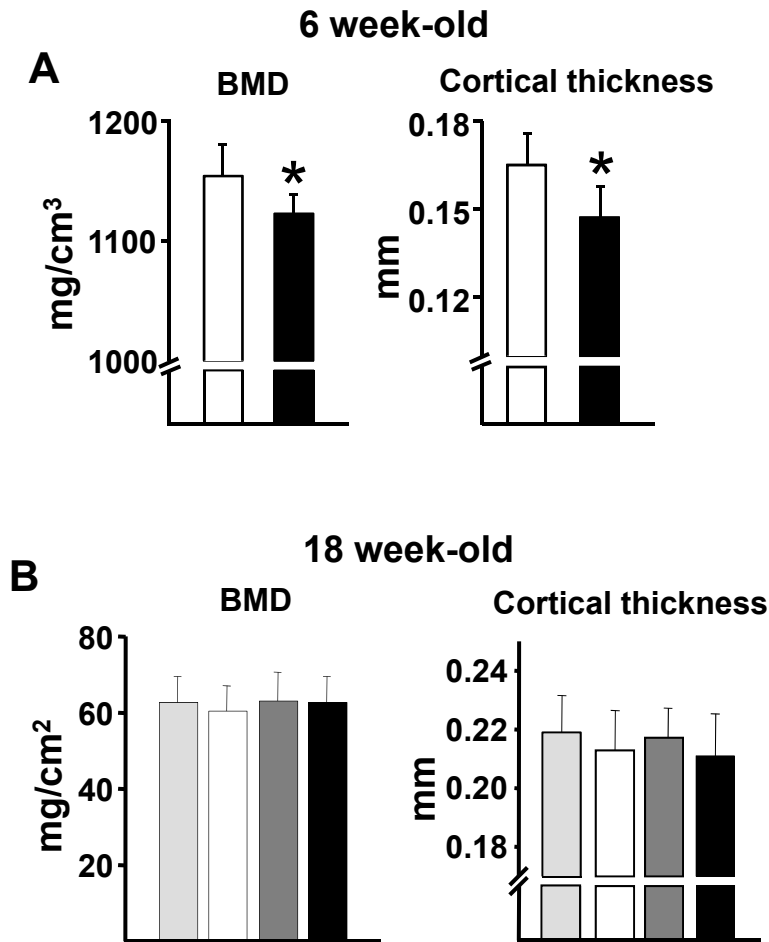 6 week-old
A
BMD
Cortical thickness
1200
1100
1000
mg/cm³
*
0.18
0.15
0.12
mm
*
18 week-old
B
BMD
Cortical thickness
80
60
40
20
mg/cm²
0.24
0.22
0.20
0.18
mm